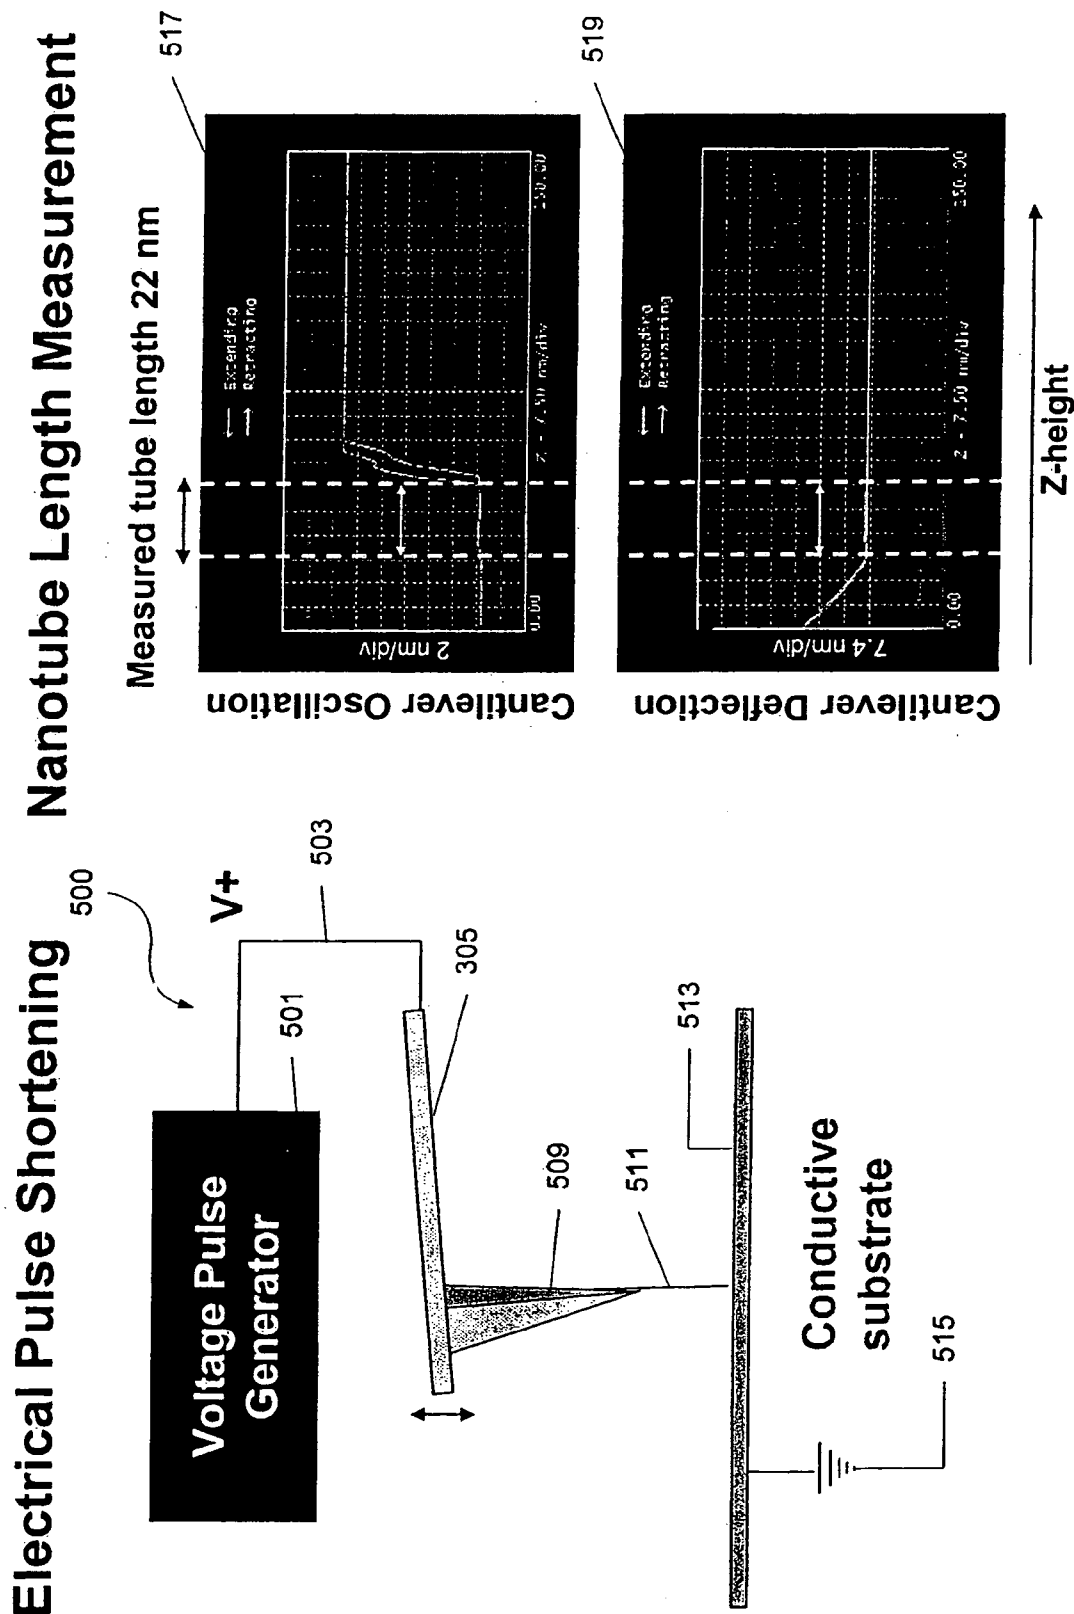 Electrical Pulse Shortening
500
V+
503
Voltage Pulse
Generator
501
305
509
511
513
Conductive
substrate
515
Nanotube Length Measurement
Measured tube length 22 nm
517
Extending
Retracting
Cantilever Oscillation
2 nm/div
0.00
Z - 7.50 nm/div
150.00
519
Extending
Retracting
Cantilever Deflection
7.4 nm/div
0.00
Z - 7.50 nm/div
150.00
Z-height